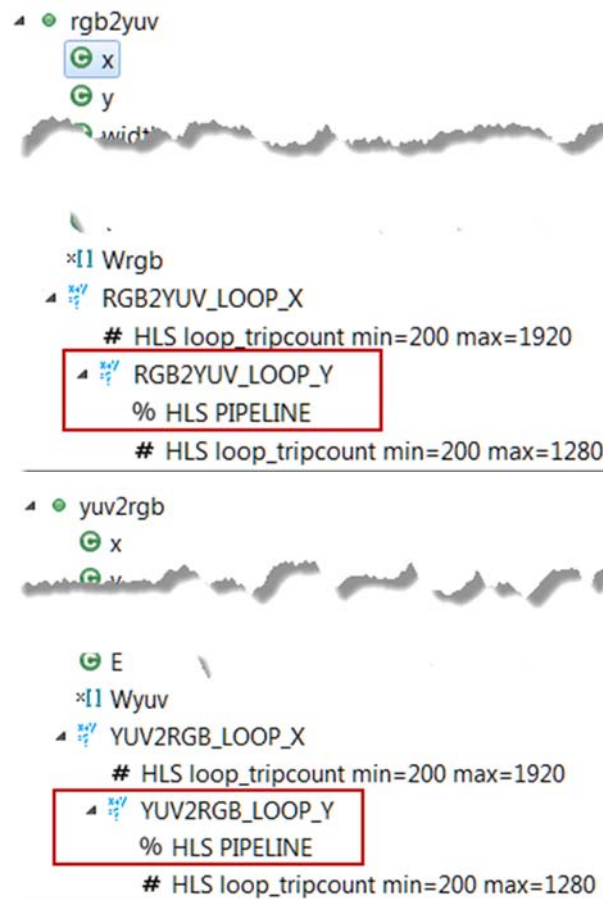 rgb2yuv
C x
C y
x[] Wrgb
RGB2YUV_LOOP_X
# HLS loop_tripcount min=200 max=1920
RGB2YUV_LOOP_Y
% HLS PIPELINE
# HLS loop_tripcount min=200 max=1280
yuv2rgb
C x
C E
x[] Wyuv
YUV2RGB_LOOP_X
# HLS loop_tripcount min=200 max=1920
YUV2RGB_LOOP_Y
% HLS PIPELINE
# HLS loop_tripcount min=200 max=1280